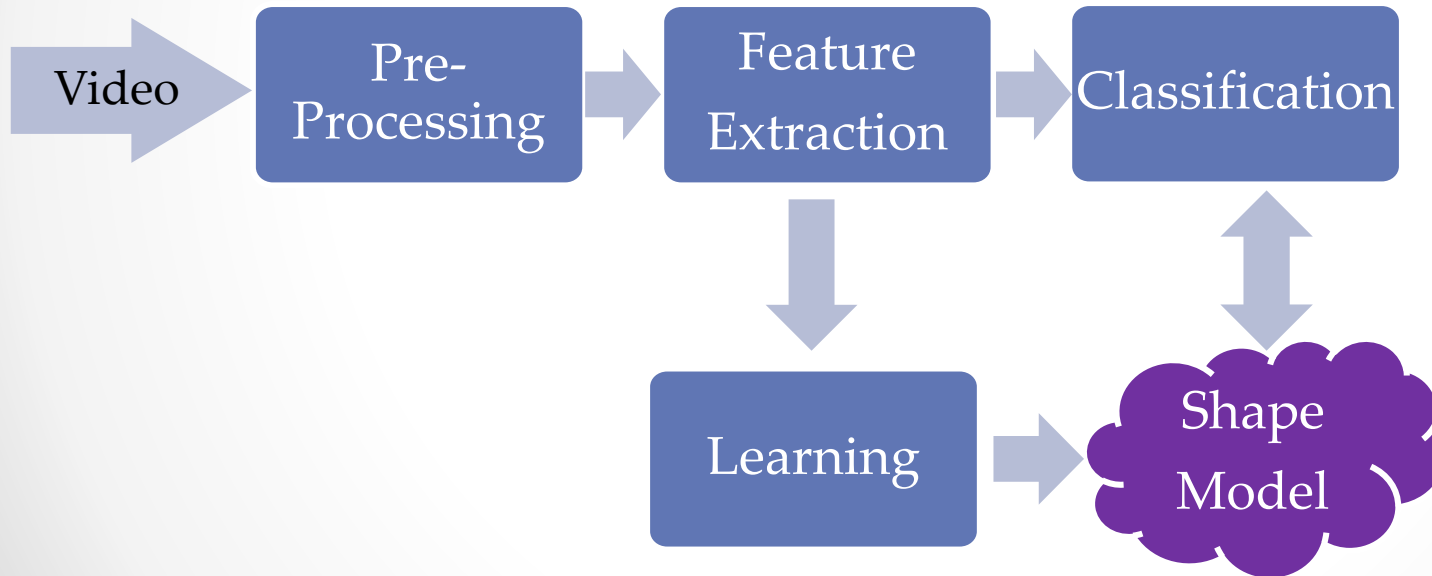 Video
Pre-
Processing
Feature
Extraction
Classification
Learning
Shape
Model